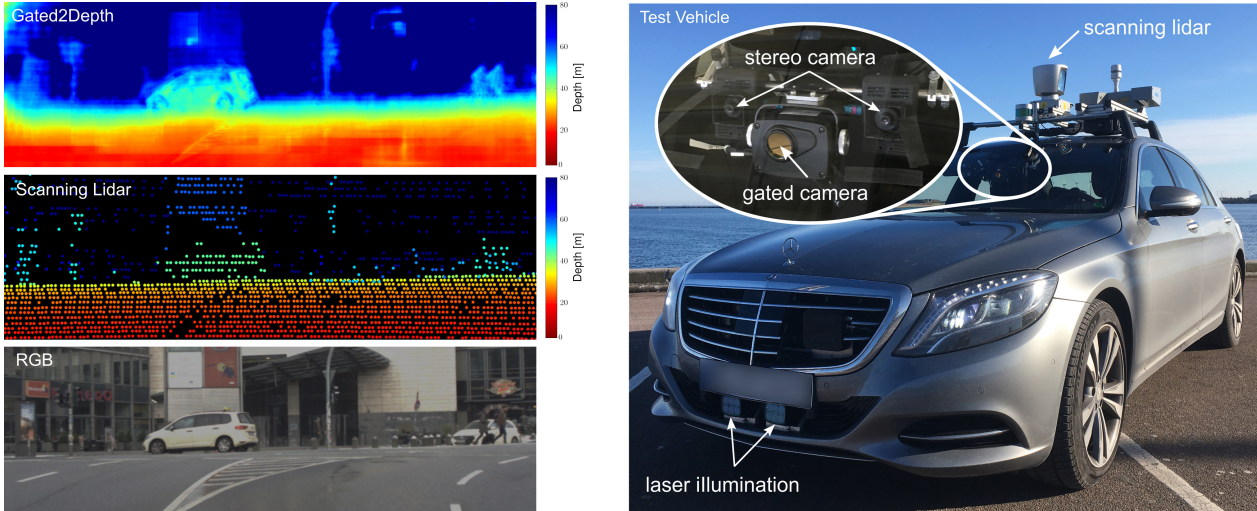 Gated2Depth
80
60
40
20
0
Depth [m]
Scanning Lidar
80
60
40
20
0
Depth [m]
RGB
Test Vehicle
scanning lidar
stereo camera
gated camera
laser illumination